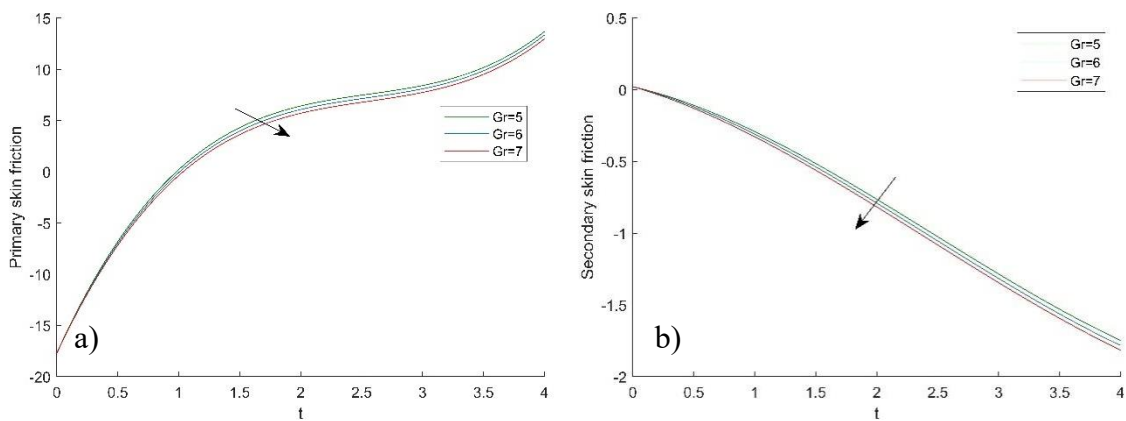 15
10
5
0
-5
-10
-15
-20
Primary skin friction
a)
Gr=5
Gr=6
Gr=7
0 0.5 1 1.5 2 2.5 3 3.5 4
t
0.5
0
-0.5
-1
-1.5
-2
Secondary skin friction
b)
Gr=5
Gr=6
Gr=7
0 0.5 1 1.5 2 2.5 3 3.5 4
t